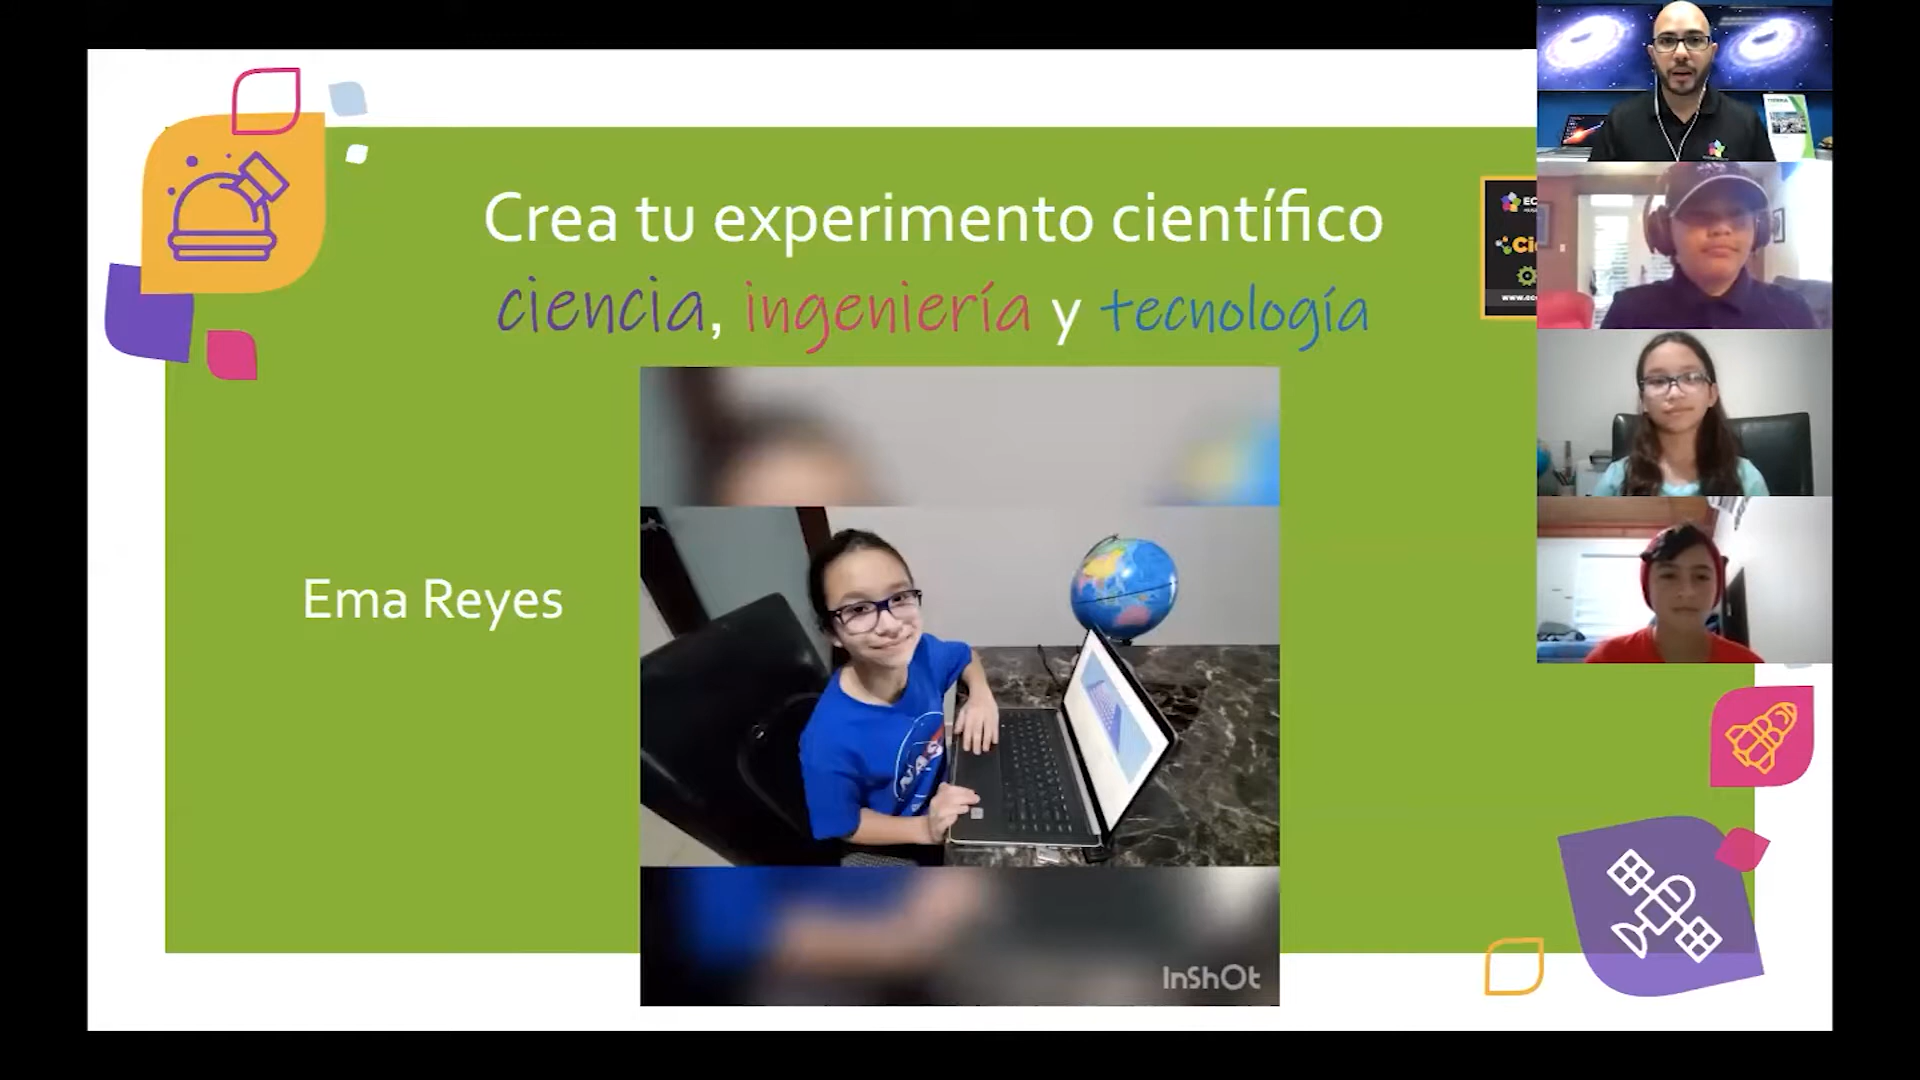 Crea tu experimento científico
ciencia, ingeniería y tecnología
Ema Reyes
InShOt